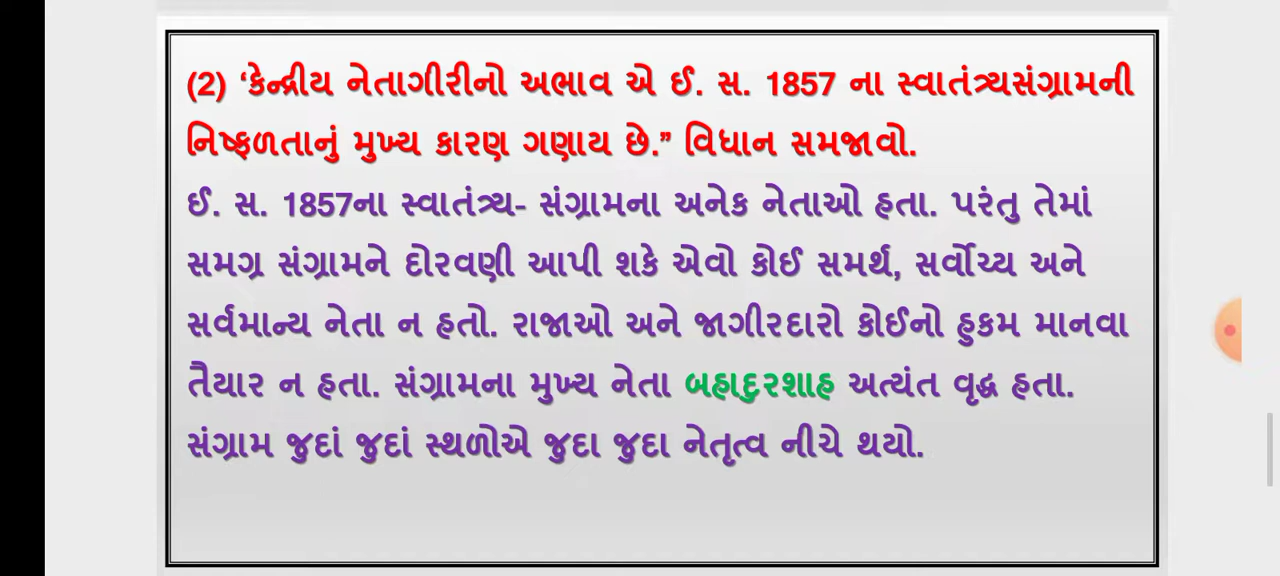 (2) ‘કેન્દ્રીય નેતાગીરીનો અભાવ એ ઈ. સ. 1857 ના સ્વાતંત્ર્યસંગ્રામની
નિષ્ફળતાનું મુખ્ય કારણ ગણાય છે.” વિધાન સમજાવો.
ઈ. સ. 1857ના સ્વાતંત્ર્ય- સંગ્રામના અનેક નેતાઓ હતા. પરંતુ તેમાં
સમગ્ર સંગ્રામને દોરવણી આપી શકે એવો કોઈ સમર્થ, સર્વોચ્ય અને
સર્વમાન્ય નેતા ન હતો. રાજાઓ અને જાગીરદારો કોઈનો હુકમ માનવા
તૈયાર ન હતા. સંગ્રામના મુખ્ય નેતા બહાદુરશાહ અત્યંત વૃદ્ધ હતા.
સંગ્રામ જુદાં જુદાં સ્થળોએ જુદા જુદા નેતૃત્વ નીચે થયો.